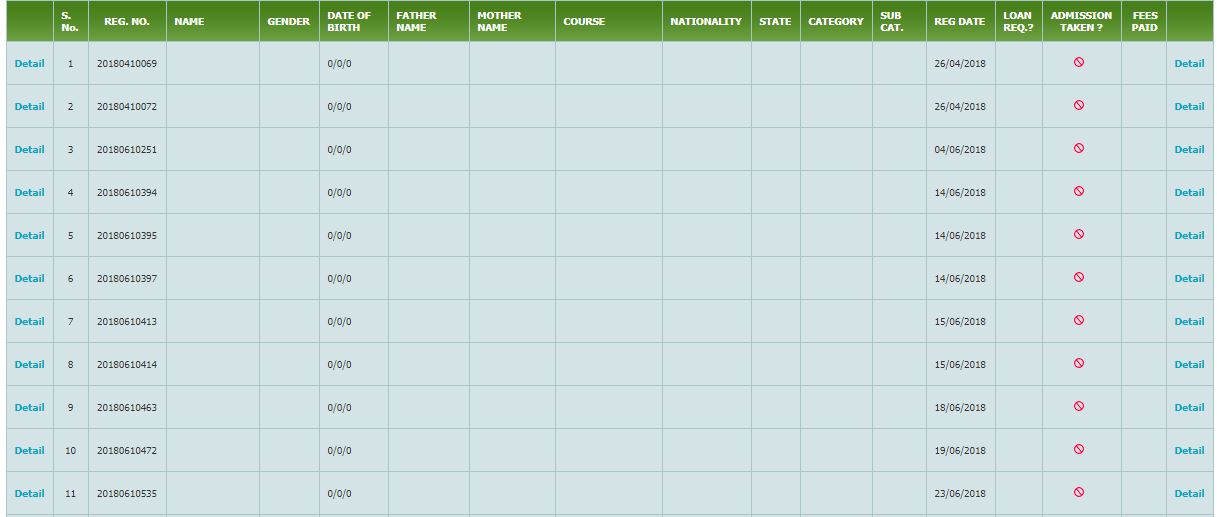 S. No. REG. NO. NAME GENDER DATE OF BIRTH FATHER NAME MOTHER NAME COURSE NATIONALITY STATE CATEGORY SUB CAT. REG DATE LOAN REQ.? ADMISSION TAKEN ? FEES PAID
Detail 1 20180410069 0/0/0 26/04/2018 Detail
Detail 2 20180410072 0/0/0 26/04/2018 Detail
Detail 3 20180610251 0/0/0 04/06/2018 Detail
Detail 4 20180610394 0/0/0 14/06/2018 Detail
Detail 5 20180610395 0/0/0 14/06/2018 Detail
Detail 6 20180610397 0/0/0 14/06/2018 Detail
Detail 7 20180610413 0/0/0 15/06/2018 Detail
Detail 8 20180610414 0/0/0 15/06/2018 Detail
Detail 9 20180610463 0/0/0 18/06/2018 Detail
Detail 10 20180610472 0/0/0 19/06/2018 Detail
Detail 11 20180610535 0/0/0 23/06/2018 Detail